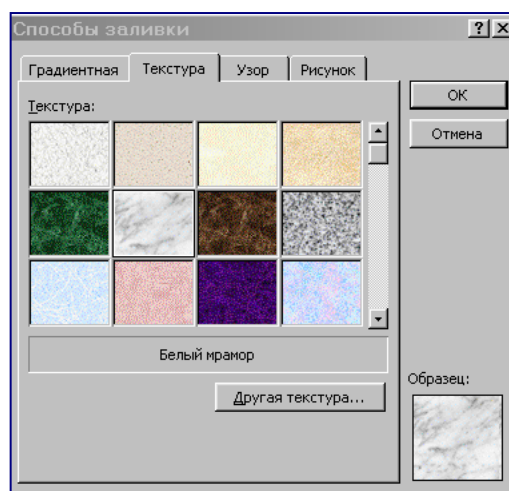 Способы заливки
Градиентная Текстура Узор Рисунок
Текстура:
ОК
Отмена
Белый мрамор
Другая текстура...
Образец: